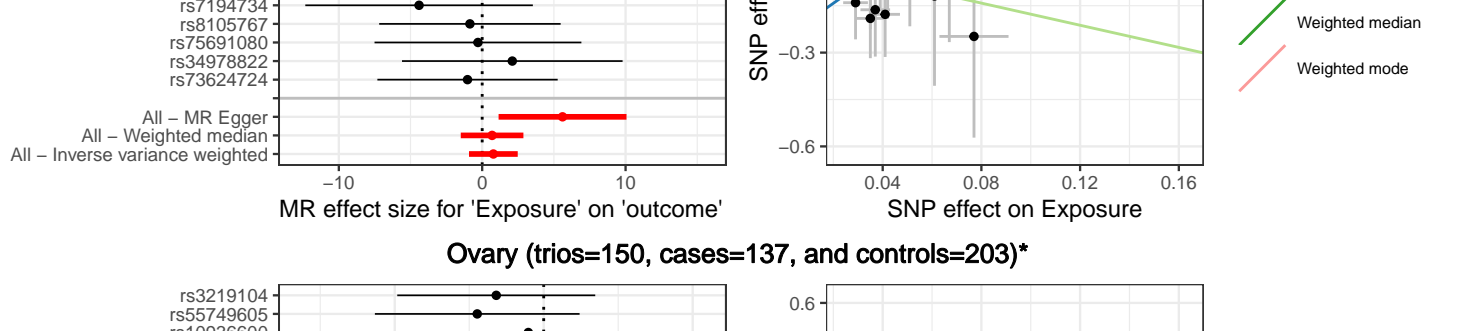 rs7194734
rs8105767
rs75691080
rs34978822
rs73624724
All − MR Egger
All − Weighted median
All − Inverse variance weighted
−10 0 10
MR effect size for 'Exposure' on 'outcome'
SNP
−0.3
−0.6
0.04 0.08 0.12 0.16
SNP effect on Exposure
Weighted median
Weighted mode
Ovary (trios=150, cases=137, and controls=203)*
rs3219104
rs55749605
0.6